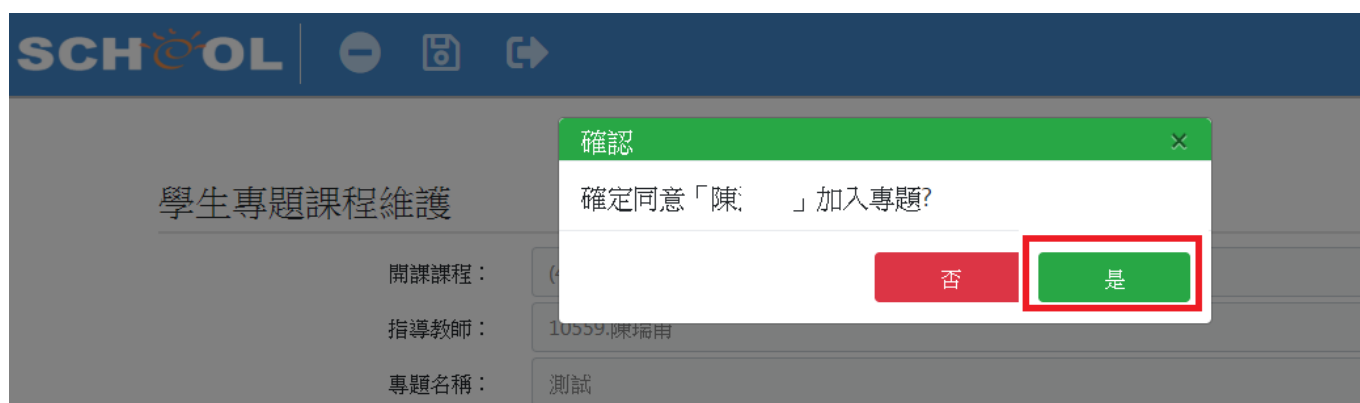 SCHOOL
確認
×
確定同意「陳 」加入專題?
學生專題課程維護
否
是
開課課程：
(4
指導教師：
10559.陳瑞甫
專題名稱：
測試